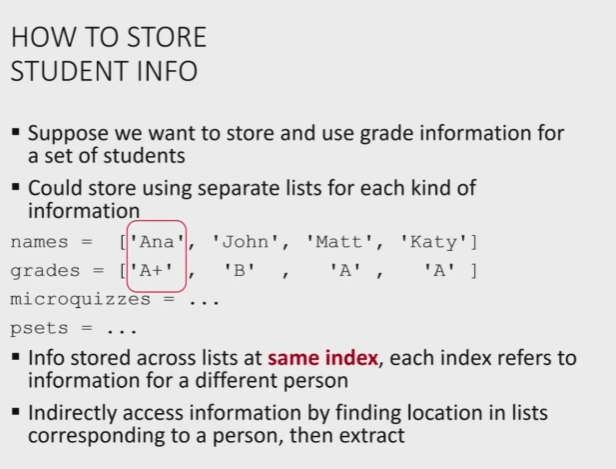 HOW TO STORE
STUDENT INFO
▪ Suppose we want to store and use grade information for
a set of students
▪ Could store using separate lists for each kind of
information
names = ['Ana', 'John', 'Matt', 'Katy']
grades = ['A+' , 'B' , 'A' , 'A' ]
microquizzes = ...
psets = ...
▪ Info stored across lists at same index, each index refers to
information for a different person
▪ Indirectly access information by finding location in lists
corresponding to a person, then extract